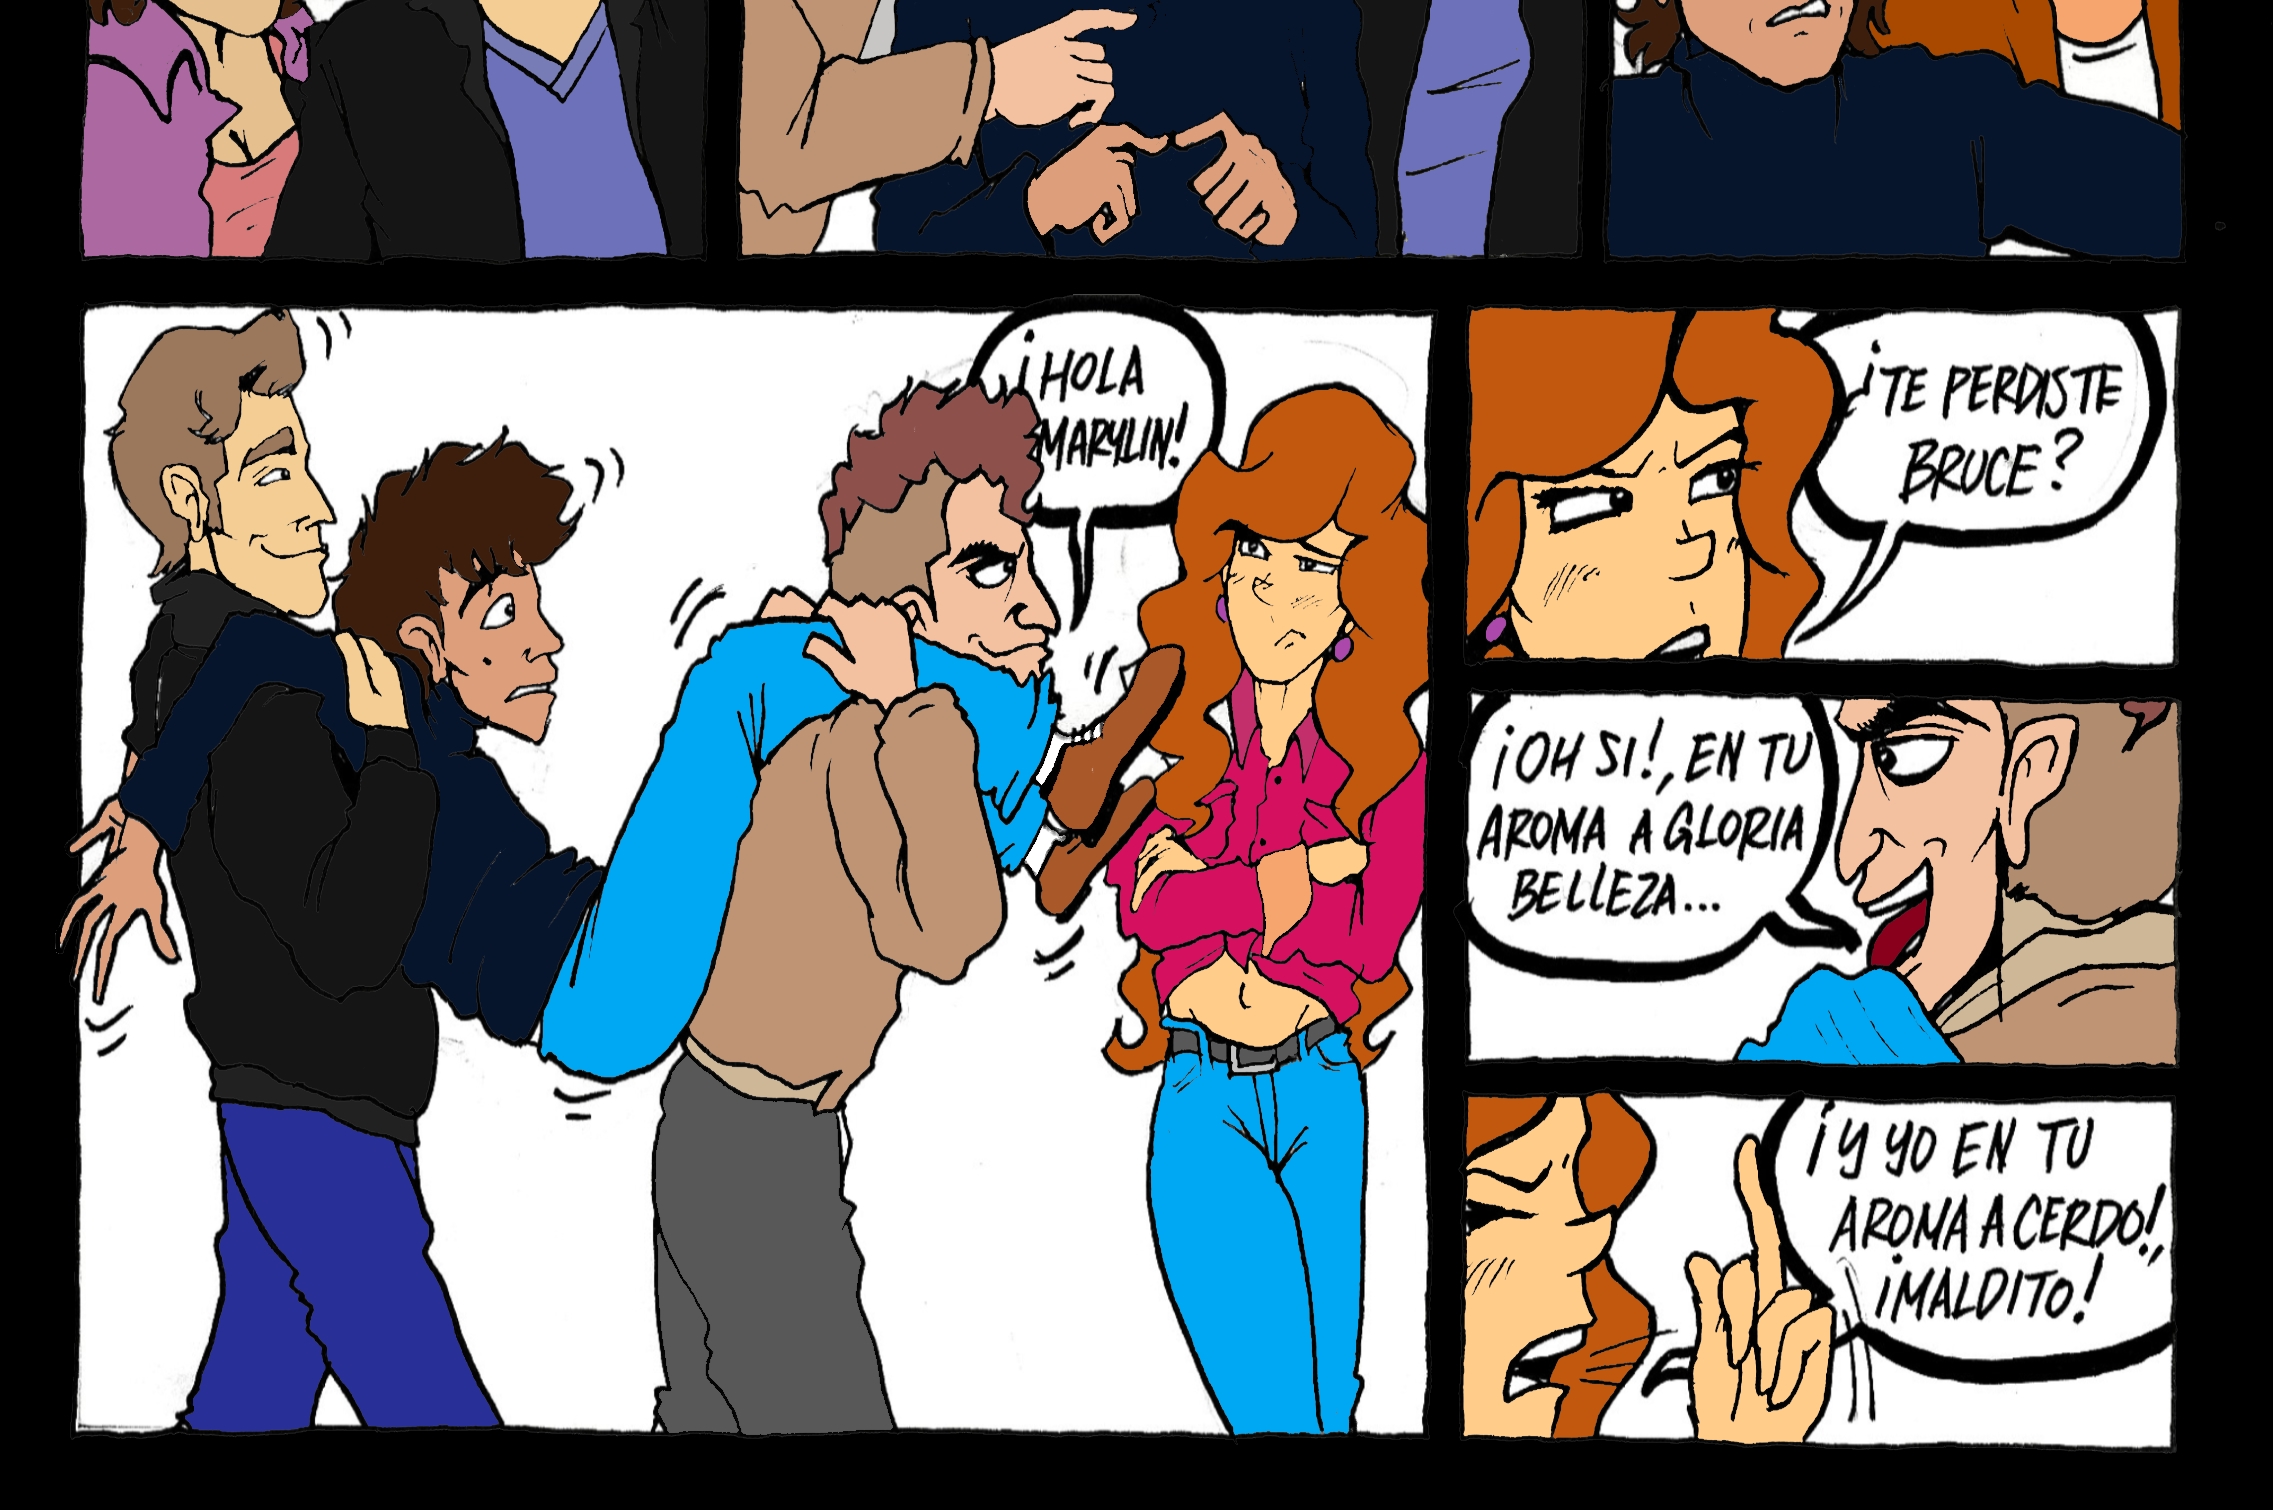 ¡HOLA
MARYLIN!
¡TE PERDISTE
BRUCE?
¡OH SI!, EN TU
AROMA A GLORIA
BELLEZA...
¡Y YO EN TU
AROMA A CERDO!,
¡MALDITO!